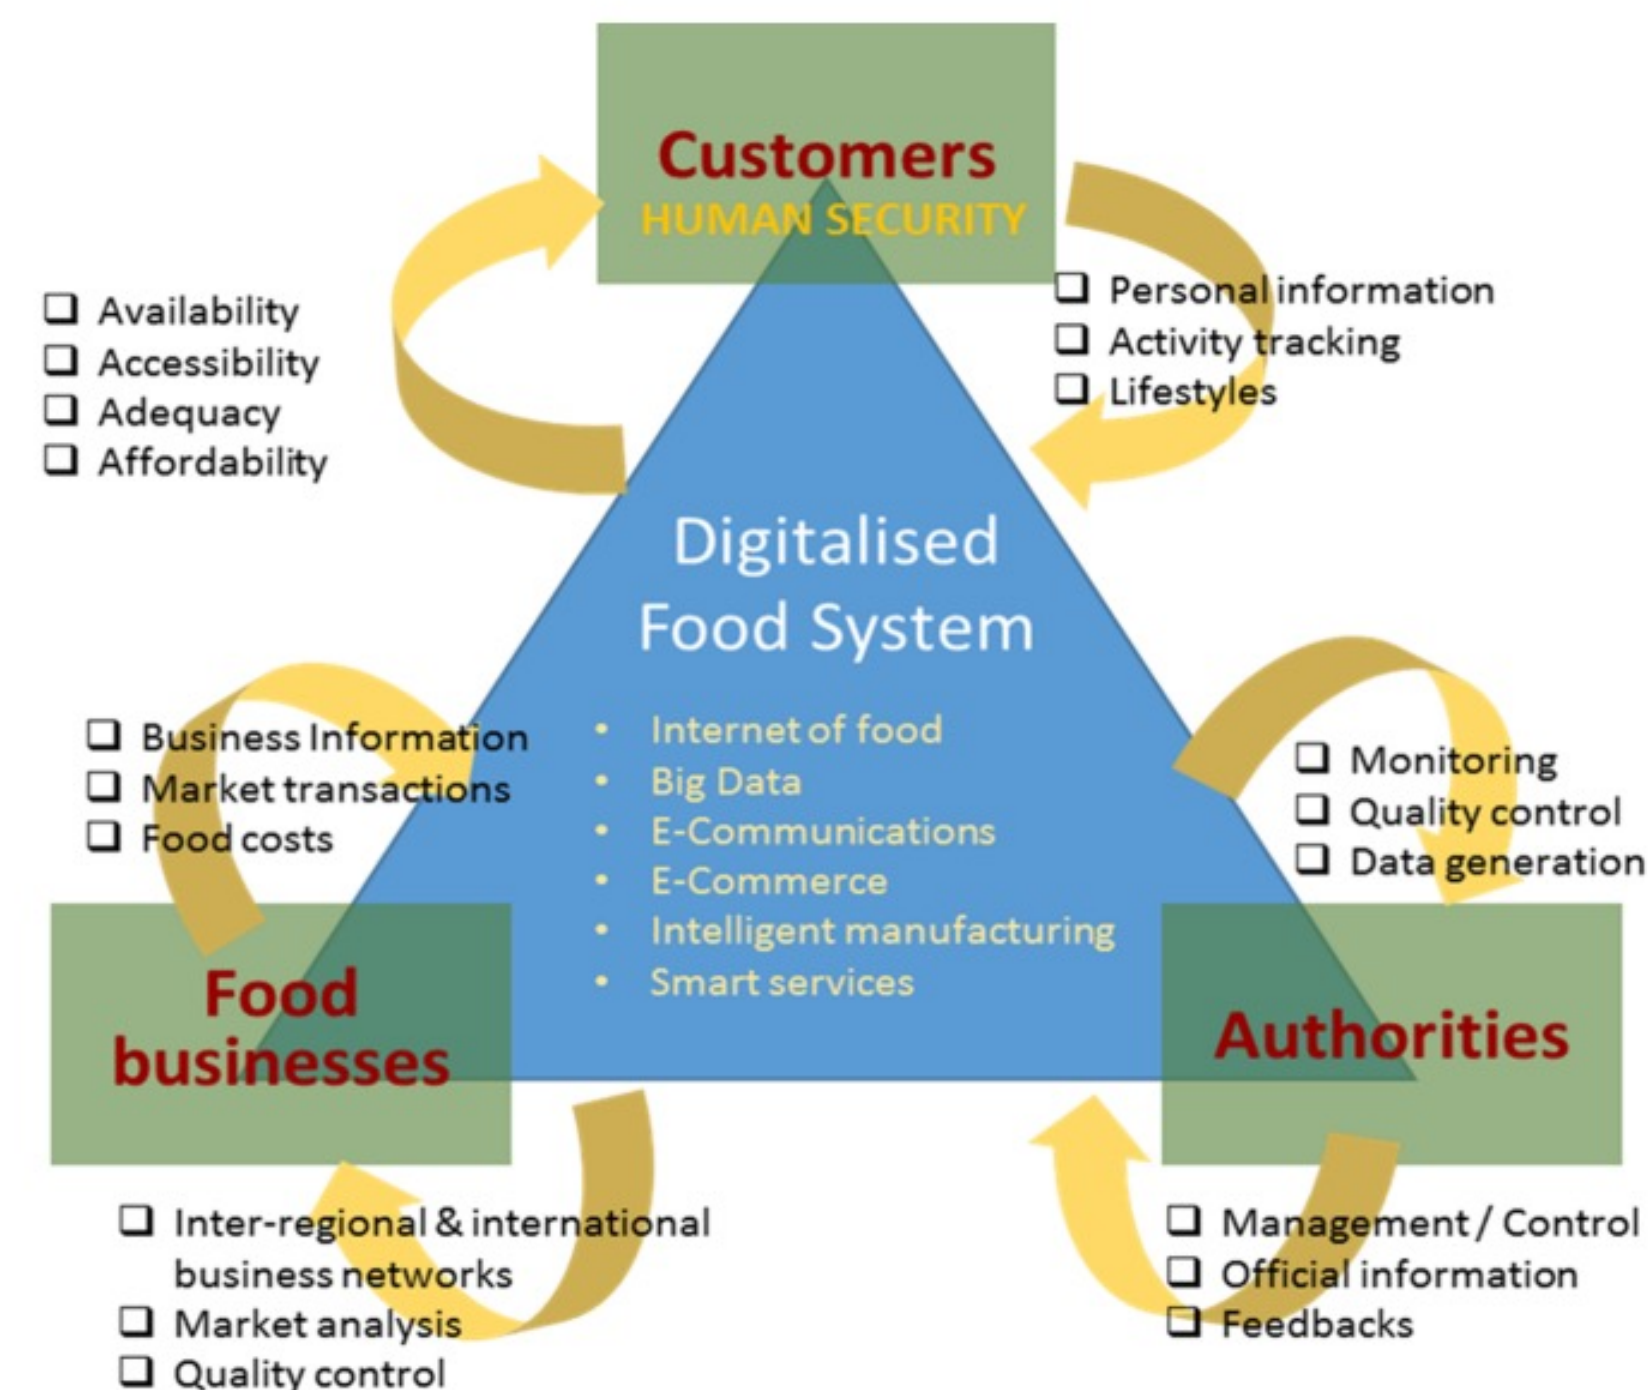 Customers
HUMAN SECURITY
❑ Availability
❑ Accessibility
❑ Adequacy
❑ Affordability
❑ Personal information
❑ Activity tracking
❑ Lifestyles
Digitalised
Food System
• Internet of food
• Big Data
• E-Communications
• E-Commerce
• Intelligent manufacturing
• Smart services
❑ Business Information
❑ Market transactions
❑ Food costs
❑ Monitoring
❑ Quality control
❑ Data generation
Food
businesses
Authorities
❑ Inter-regional & international
business networks
❑ Market analysis
❑ Quality control
❑ Management / Control
❑ Official information
❑ Feedbacks